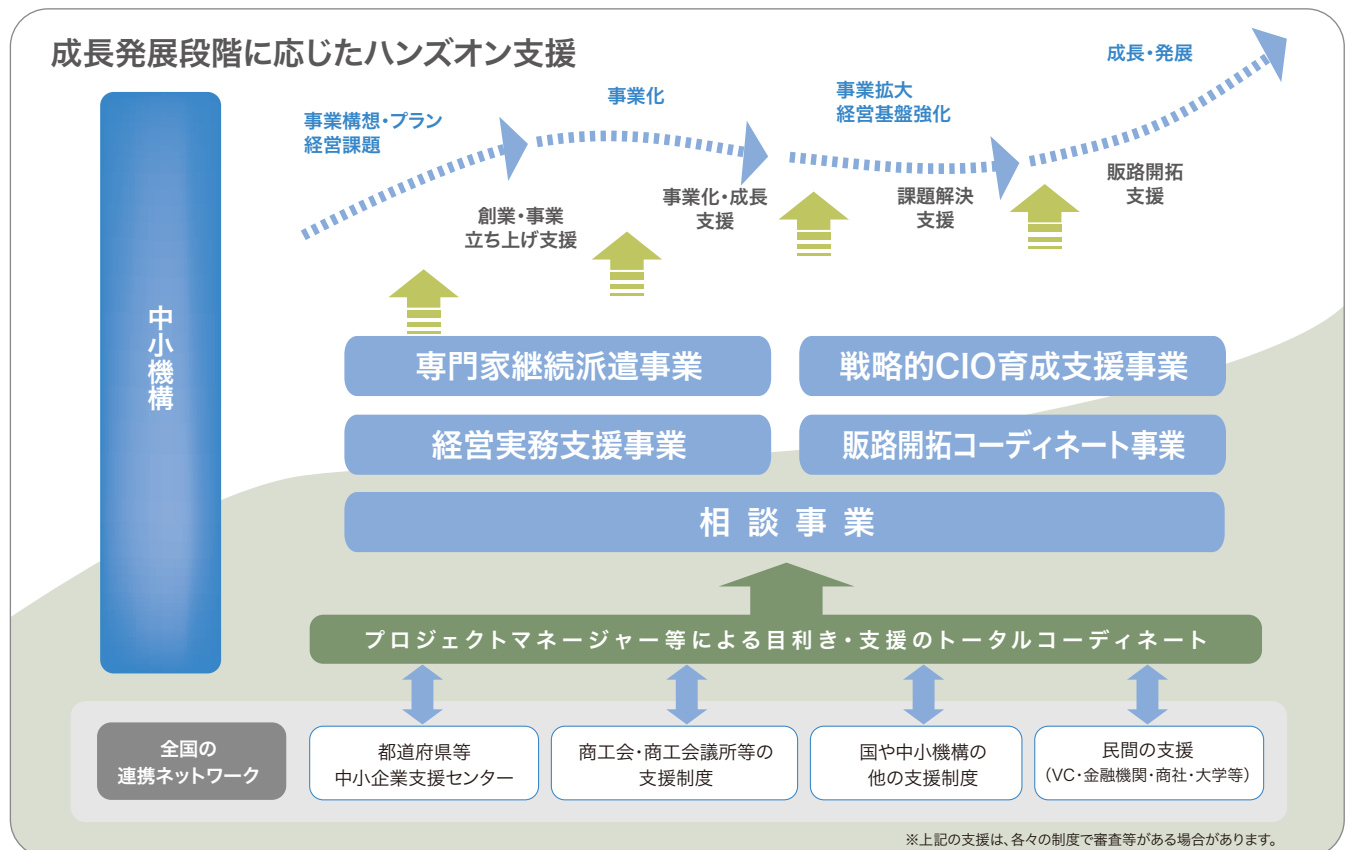 成長発展段階に応じたハンズオン支援
中小機構
事業構想・プラン
経営課題
事業化
事業拡大
経営基盤強化
成長・発展
創業・事業
立ち上げ支援
事業化・成長
支援
課題解決
支援
販路開拓
支援
専門家継続派遣事業
戦略的CIO育成支援事業
経営実務支援事業
販路開拓コーディネート事業
相談事業
プロジェクトマネージャー等による目利き・支援のトータルコーディネート
全国の
連携ネットワーク
都道府県等
中小企業支援センター
商工会・商工会議所等の
支援制度
国や中小機構の
他の支援制度
民間の支援
（VC・金融機関・商社・大学等）
※上記の支援は、各々の制度で審査等がある場合があります。